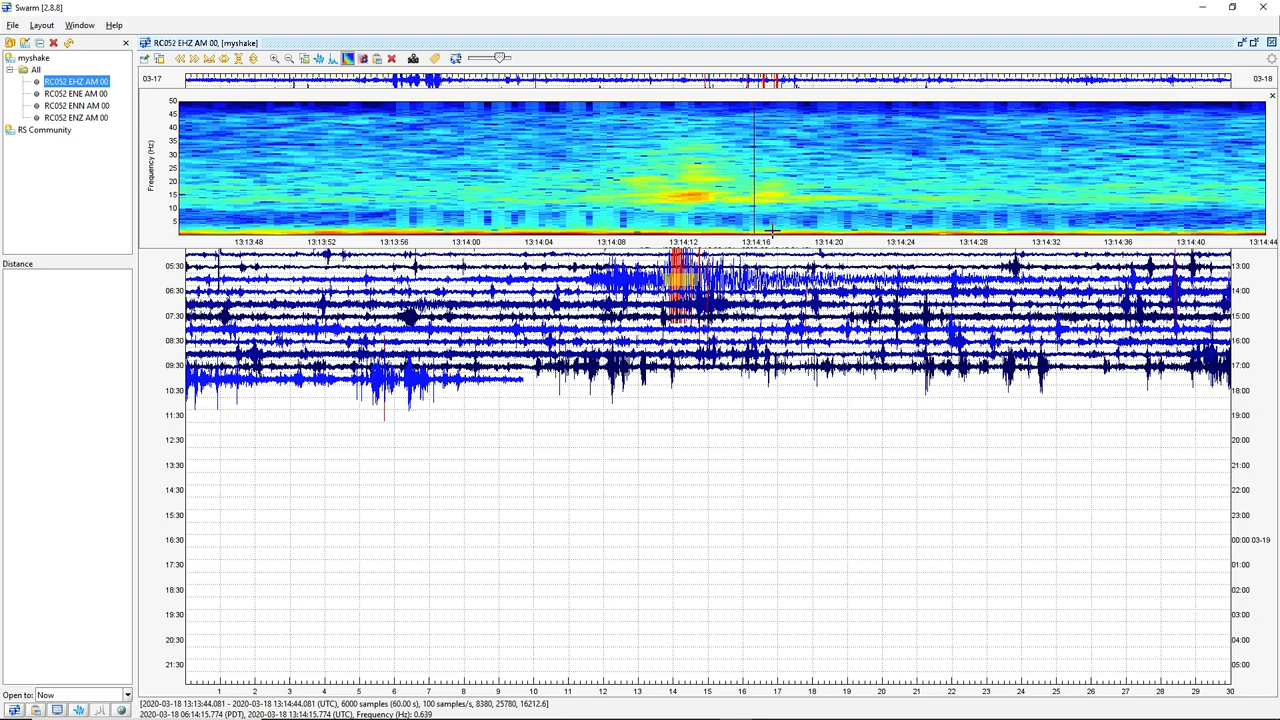 Swarm [2.8.8]
File Layout Window Help
RC052 EHZ AM 00, [myshake]
myshake
All
RC052 EHZ AM 00
RC052 ENE AM 00
RC052 ENN AM 00
RC052 ENZ AM 00
RS Community
Distance
Open to: Now
03-17 03-18
Frequency (Hz)
50
45
40
35
30
25
20
15
10
5
13:13:48 13:13:52 13:13:56 13:14:00 13:14:04 13:14:08 13:14:12 13:14:16 13:14:20 13:14:24 13:14:28 13:14:32 13:14:36 13:14:40 13:14:44
05:30 13:00
06:30 14:00
07:30 15:00
08:30 16:00
09:30 17:00
10:30 18:00
11:30 19:00
12:30 20:00
13:30 21:00
14:30 22:00
15:30 23:00
16:30 00:00 03-19
17:30 01:00
18:30 02:00
19:30 03:00
20:30 04:00
21:30 05:00
1 2 3 4 5 6 7 8 9 10 11 12 13 14 15 16 17 18 19 20 21 22 23 24 25 26 27 28 29 30
[2020-03-18 13:13:44.081 - 2020-03-18 13:14:44.081 (UTC), 6000 samples (60.00 s), 100 samples/s, 8380, 25780, 16212.6]
2020-03-18 06:14:15.774 (PDT), 2020-03-18 13:14:15.774 (UTC), Frequency (Hz): 0.639